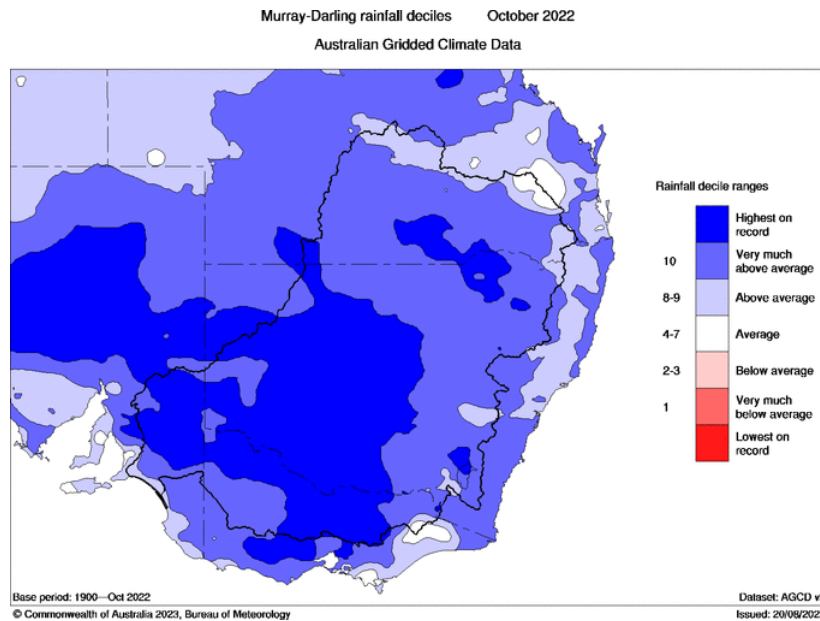 Murray-Darling rainfall deciles October 2022
Australian Gridded Climate Data
Rainfall decile ranges
Highest on
record
10 Very much
above average
8-9 Above average
4-7 Average
2-3 Below average
1 Very much
below average
Lowest on
record
Base period: 1900—Oct 2022
Dataset: AGCD v
© Commonwealth of Australia 2023, Bureau of Meteorology
Issued: 20/08/202